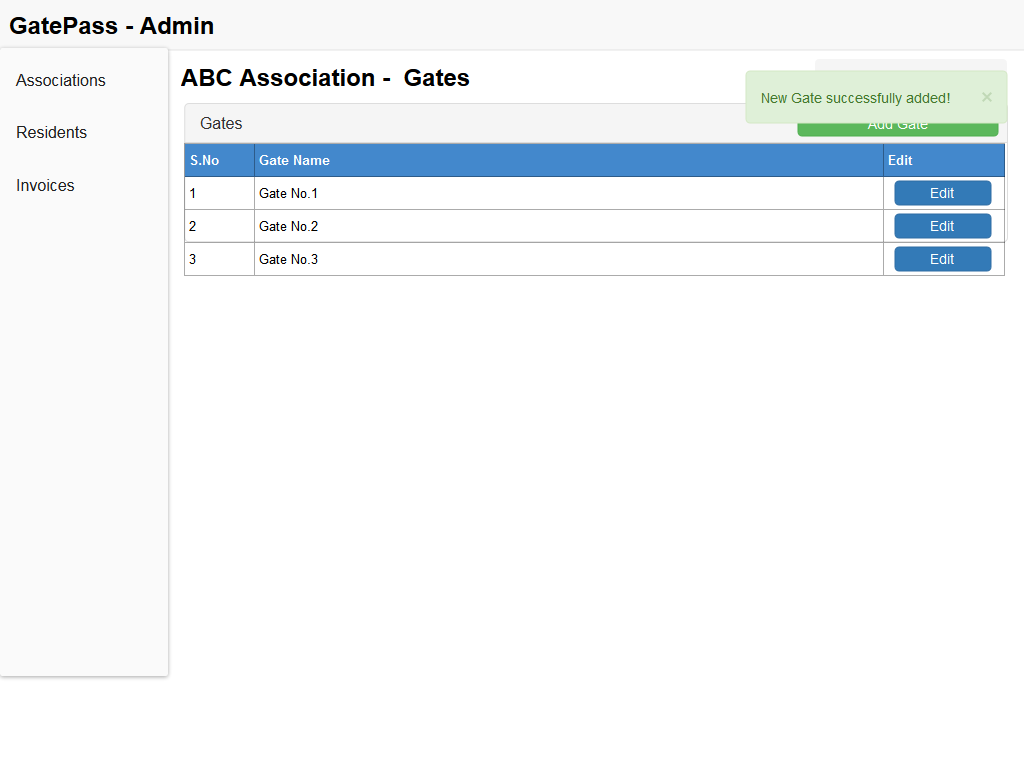 GatePass - Admin
Associations
Residents
Invoices
ABC Association -  Gates
New Gate successfully added! ×
Gates
Add Gate
S.No Gate Name Edit
1 Gate No.1 Edit
2 Gate No.2 Edit
3 Gate No.3 Edit